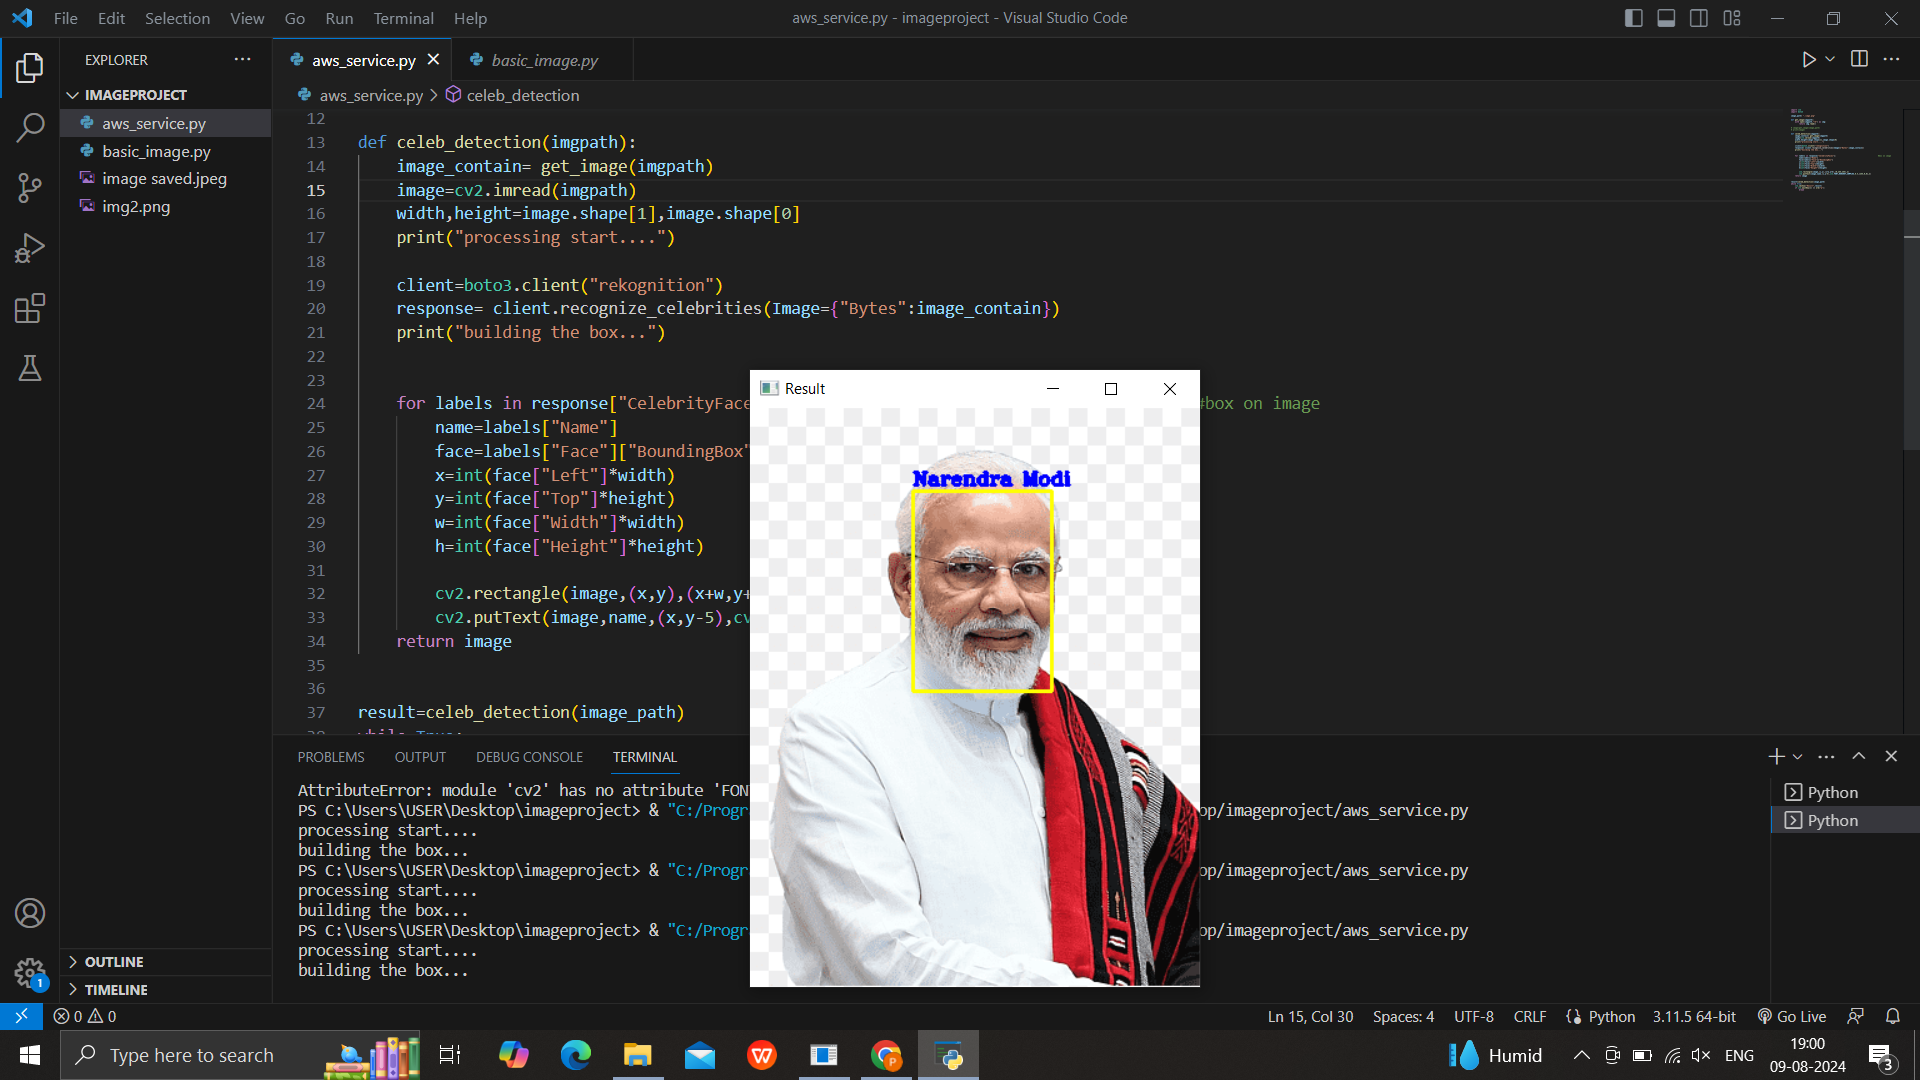 File Edit Selection View Go Run Terminal Help
aws_service.py - imageproject - Visual Studio Code
EXPLORER
IMAGEPROJECT
aws_service.py
basic_image.py
image saved.jpeg
img2.png
OUTLINE
TIMELINE
aws_service.py basic_image.py
aws_service.py > celeb_detection
12
13 def celeb_detection(imgpath):
14 image_contain= get_image(imgpath)
15 image=cv2.imread(imgpath)
16 width,height=image.shape[1],image.shape[0]
17 print("processing start....")
18
19 client=boto3.client("rekognition")
20 response= client.recognize_celebrities(Image={"Bytes":image_contain})
21 print("building the box...")
22
23
24 for labels in response["CelebrityFace #box on image
25 name=labels["Name"]
26 face=labels["Face"]["BoundingBox"
27 x=int(face["Left"]*width)
28 y=int(face["Top"]*height)
29 w=int(face["Width"]*width)
30 h=int(face["Height"]*height)
31
32 cv2.rectangle(image,(x,y),(x+w,y+
33 cv2.putText(image,name,(x,y-5),cv
34 return image
35
36
37 result=celeb_detection(image_path)
38 while True:
Result
Narendra Modi
PROBLEMS OUTPUT DEBUG CONSOLE TERMINAL
AttributeError: module 'cv2' has no attribute 'FON
PS C:\Users\USER\Desktop\imageproject> & "C:/Progr op/imageproject/aws_service.py
processing start....
building the box...
PS C:\Users\USER\Desktop\imageproject> & "C:/Progr op/imageproject/aws_service.py
processing start....
building the box...
PS C:\Users\USER\Desktop\imageproject> & "C:/Progr op/imageproject/aws_service.py
processing start....
building the box...
Python
Python
1
0 0
Ln 15, Col 30 Spaces: 4 UTF-8 CRLF Python 3.11.5 64-bit Go Live
Type here to search
Humid
ENG
19:00
09-08-2024
3